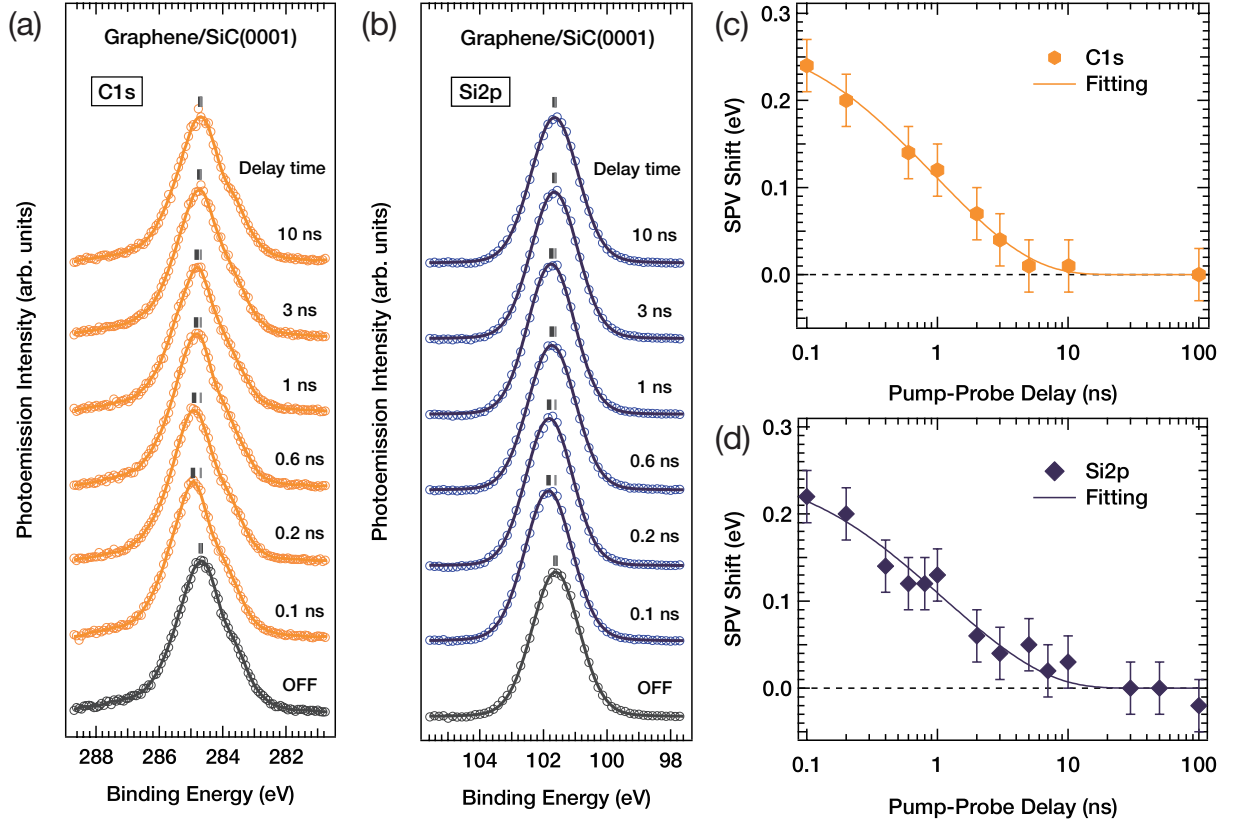 (a)
Graphene/SiC(0001)
C1s
Delay time
10 ns
3 ns
1 ns
0.6 ns
0.2 ns
0.1 ns
OFF
Photoemission Intensity (arb. units)
288 286 284 282
Binding Energy (eV)
(b)
Graphene/SiC(0001)
Si2p
Delay time
10 ns
3 ns
1 ns
0.6 ns
0.2 ns
0.1 ns
OFF
Photoemission Intensity (arb. units)
104 102 100 98
Binding Energy (eV)
(c)
C1s
Fitting
SPV Shift (eV)
0.3
0.2
0.1
0.0
0.1 1 10 100
Pump-Probe Delay (ns)
(d)
Si2p
Fitting
SPV Shift (eV)
0.3
0.2
0.1
0.0
0.1 1 10 100
Pump-Probe Delay (ns)